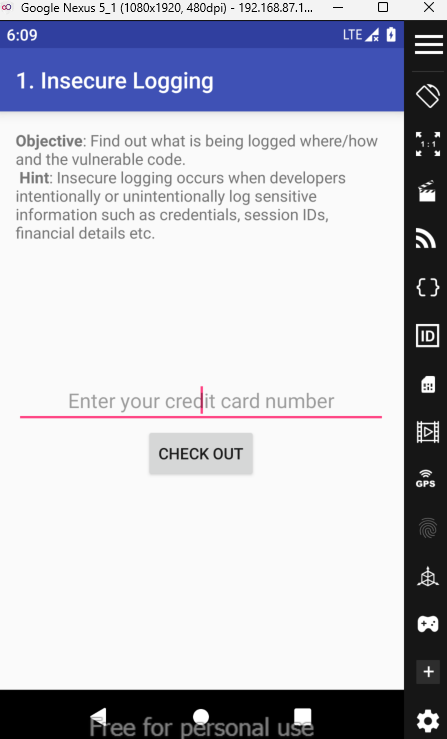 Google Nexus 5_1 (1080x1920, 480dpi) - 192.168.87.1...
6:09
LTE
1. Insecure Logging
Objective: Find out what is being logged where/how
and the vulnerable code.
Hint: Insecure logging occurs when developers
intentionally or unintentionally log sensitive
information such as credentials, session IDs,
financial details etc.
Enter your credit card number
CHECK OUT
Free for personal use
1:1
{ }
ID
GPS
+